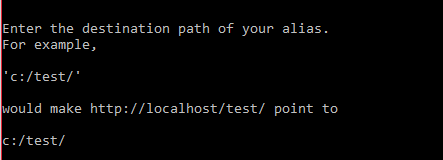 Enter the destination path of your alias.
For example,
'c:/test/'
would make http://localhost/test/ point to
c:/test/